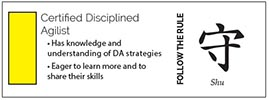 Certified Disciplined
Agilist
• Has knowledge and
understanding of DA strategies
• Eager to learn more and to
share their skills
FOLLOW THE RULE
守
Shu